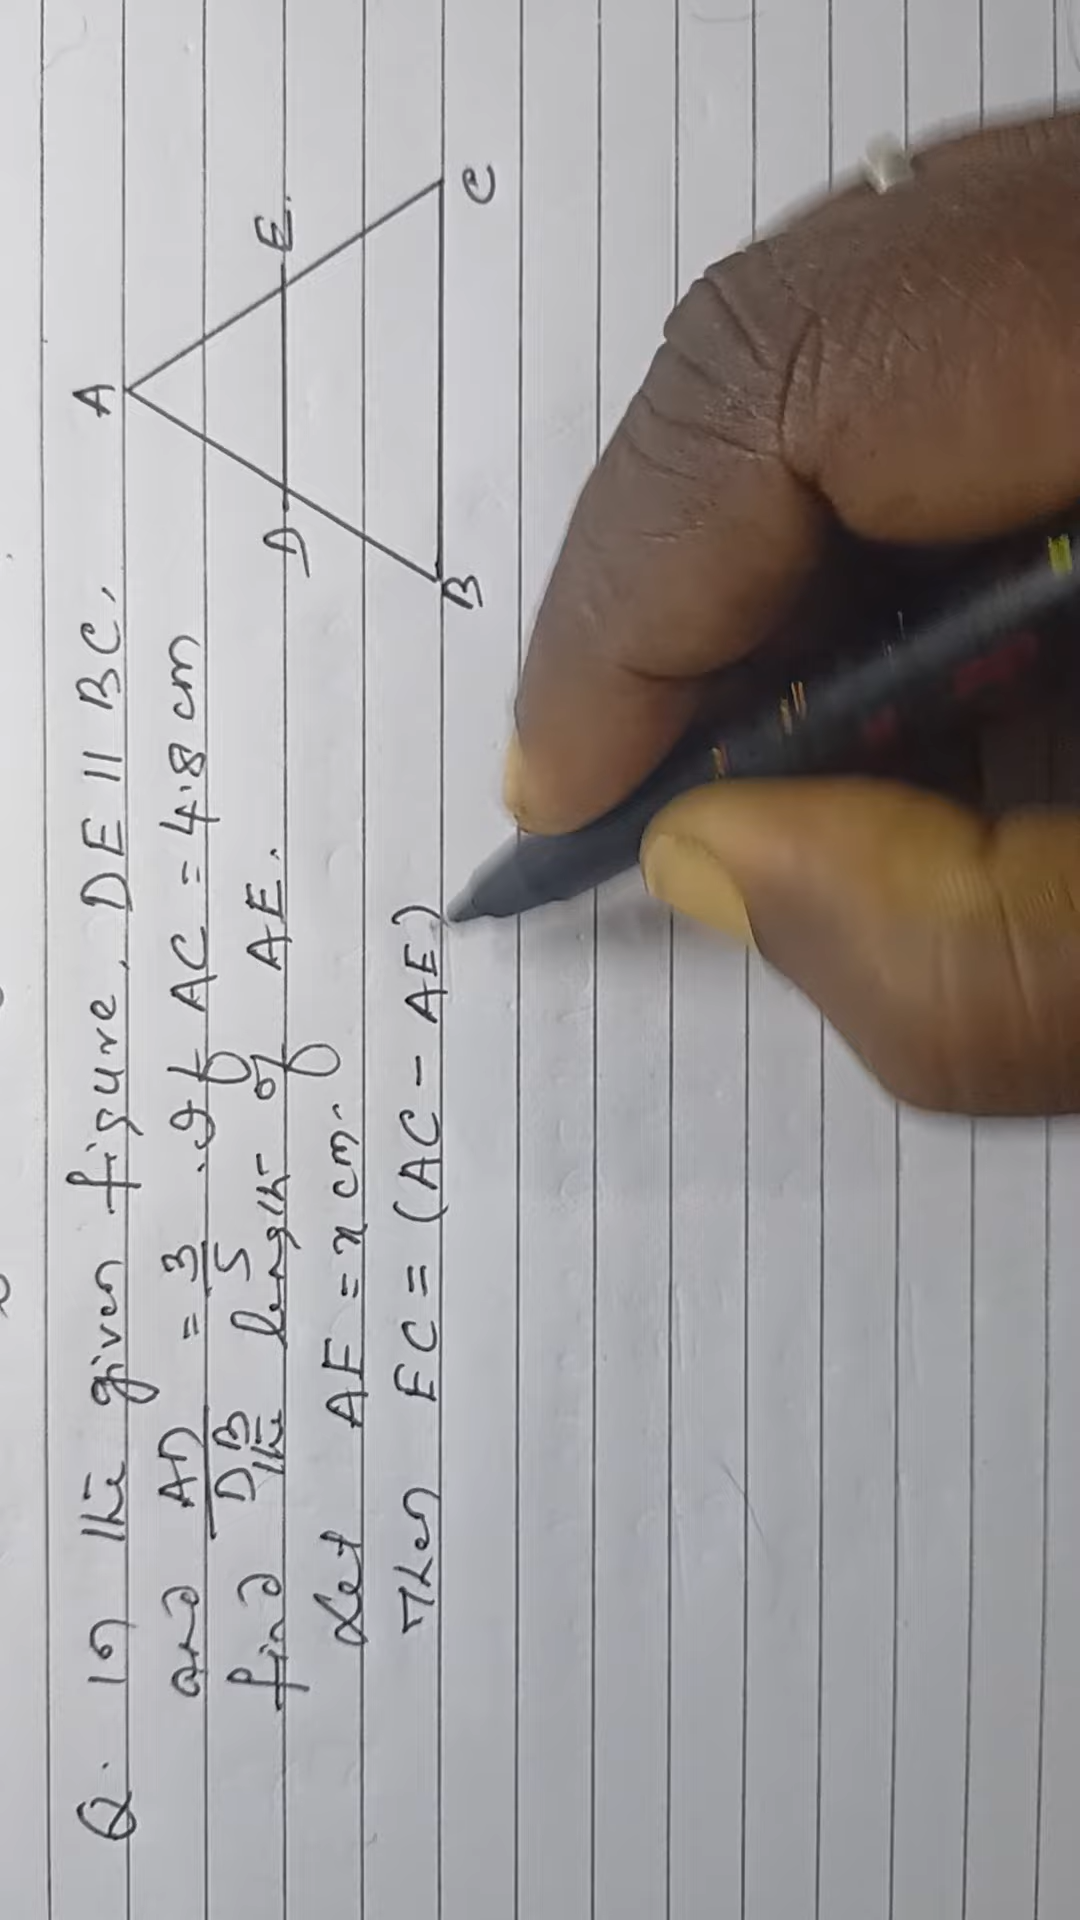 Q. In the given figure, DE || BC,
and AD/DB = 3/5. If AC = 4.8 cm
find the length of AE.
Let AE = x cm.
Then EC = (AC - AE)
A
D E.
B C